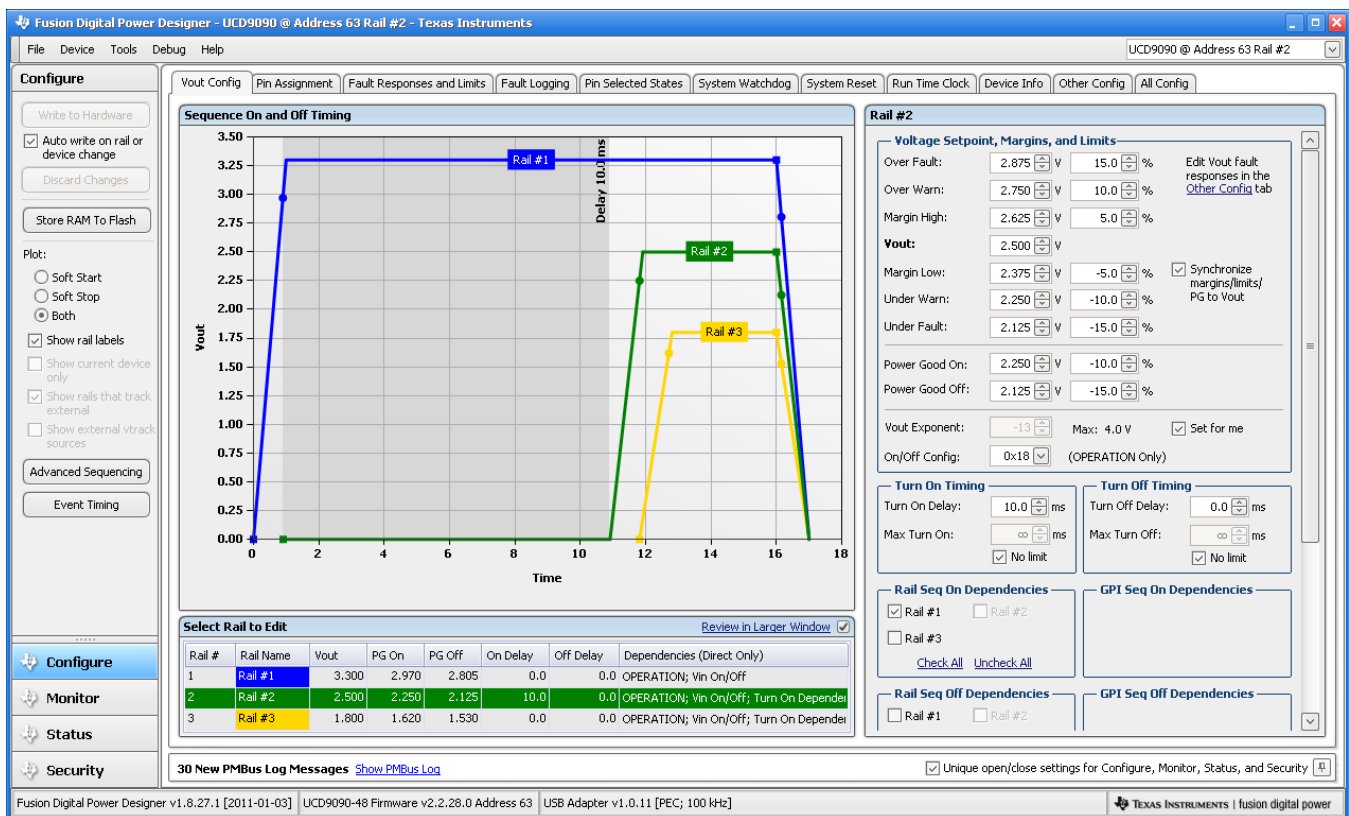 Fusion Digital Power Designer - UCD9090 @ Address 63 Rail #2 - Texas Instruments
File Device Tools Debug Help
UCD9090 @ Address 63 Rail #2
Configure
Write to Hardware
Auto write on rail or
device change
Discard Changes
Store RAM To Flash
Plot:
Soft Start
Soft Stop
Both
Show rail labels
Show current device
only
Show rails that track
external
Show external vtrack
sources
Advanced Sequencing
Event Timing
Configure
Monitor
Status
Security
Vout Config Pin Assignment Fault Responses and Limits Fault Logging Pin Selected States System Watchdog System Reset Run Time Clock Device Info Other Config All Config
Sequence On and Off Timing
Vout
3.50
3.25
3.00
2.75
2.50
2.25
2.00
1.75
1.50
1.25
1.00
0.75
0.50
0.25
0.00
Rail #1
Delay 10.0 ms
Rail #2
Rail #3
0 2 4 6 8 10 12 14 16 18
Time
Select Rail to Edit Review in Larger Window
Rail # Rail Name Vout PG On PG Off On Delay Off Delay Dependencies (Direct Only)
1 Rail #1 3.300 2.970 2.805 0.0 0.0 OPERATION; Vin On/Off
2 Rail #2 2.500 2.250 2.125 10.0 0.0 OPERATION; Vin On/Off; Turn On Depender
3 Rail #3 1.800 1.620 1.530 0.0 0.0 OPERATION; Vin On/Off; Turn On Depender
Rail #2
Voltage Setpoint, Margins, and Limits
Over Fault: 2.875 V 15.0 %
Over Warn: 2.750 V 10.0 %
Margin High: 2.625 V 5.0 %
Vout: 2.500 V
Margin Low: 2.375 V -5.0 %
Under Warn: 2.250 V -10.0 %
Under Fault: 2.125 V -15.0 %
Edit Vout fault
responses in the
Other Config tab
Synchronize
margins/limits/
PG to Vout
Power Good On: 2.250 V -10.0 %
Power Good Off: 2.125 V -15.0 %
Vout Exponent: -13 Max: 4.0 V Set for me
On/Off Config: 0x18 (OPERATION Only)
Turn On Timing
Turn On Delay: 10.0 ms
Max Turn On: ∞ ms
No limit
Turn Off Timing
Turn Off Delay: 0.0 ms
Max Turn Off: ∞ ms
No limit
Rail Seq On Dependencies
Rail #1 Rail #2
Rail #3
Check All Uncheck All
GPI Seq On Dependencies
Rail Seq Off Dependencies
Rail #1 Rail #2
GPI Seq Off Dependencies
30 New PMBus Log Messages Show PMBus Log
Unique open/close settings for Configure, Monitor, Status, and Security
Fusion Digital Power Designer v1.8.27.1 [2011-01-03] UCD9090-48 Firmware v2.2.28.0 Address 63 USB Adapter v1.0.11 [PEC; 100 kHz]
TEXAS INSTRUMENTS | fusion digital power